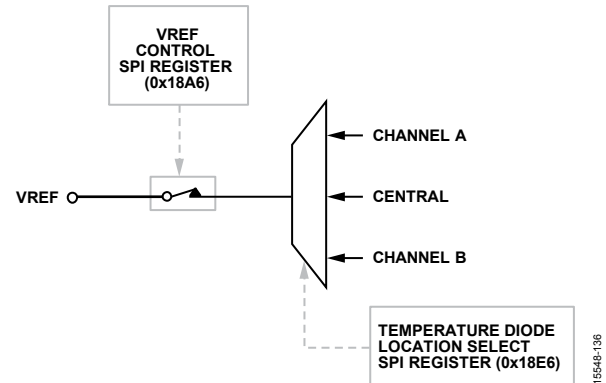 VREF
CONTROL
SPI REGISTER
(0x18A6)
CHANNEL A
VREF
CENTRAL
CHANNEL B
TEMPERATURE DIODE
LOCATION SELECT
SPI REGISTER (0x18E6)
15548-136